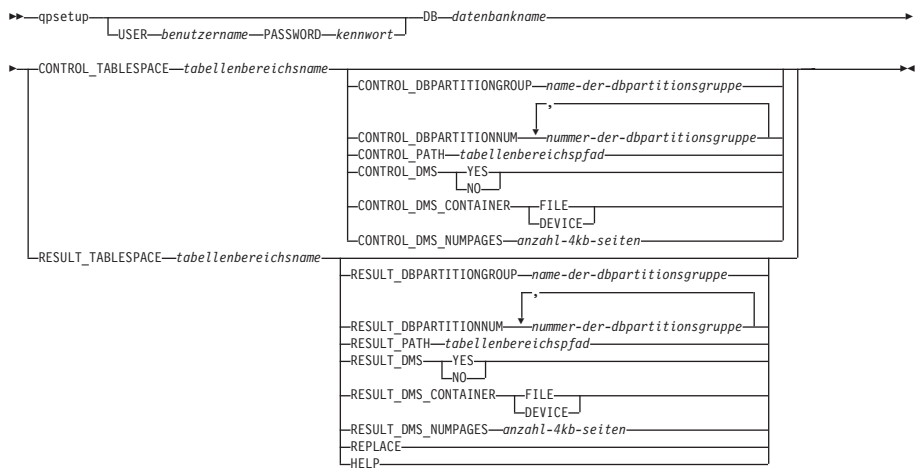 qpsetup DB datenbankname
USER benutzername PASSWORD kennwort
CONTROL_TABLESPACE tabellenbereichsname
CONTROL_DBPARTITIONGROUP name-der-dbpartitionsgruppe
,
CONTROL_DBPARTITIONNUM nummer-der-dbpartitionsgruppe
CONTROL_PATH tabellenbereichspfad
CONTROL_DMS YES
NO
CONTROL_DMS_CONTAINER FILE
DEVICE
CONTROL_DMS_NUMPAGES anzahl-4kb-seiten
RESULT_TABLESPACE tabellenbereichsname
RESULT_DBPARTITIONGROUP name-der-dbpartitionsgruppe
,
RESULT_DBPARTITIONNUM nummer-der-dbpartitionsgruppe
RESULT_PATH tabellenbereichspfad
RESULT_DMS YES
NO
RESULT_DMS_CONTAINER FILE
DEVICE
RESULT_DMS_NUMPAGES anzahl-4kb-seiten
REPLACE
HELP